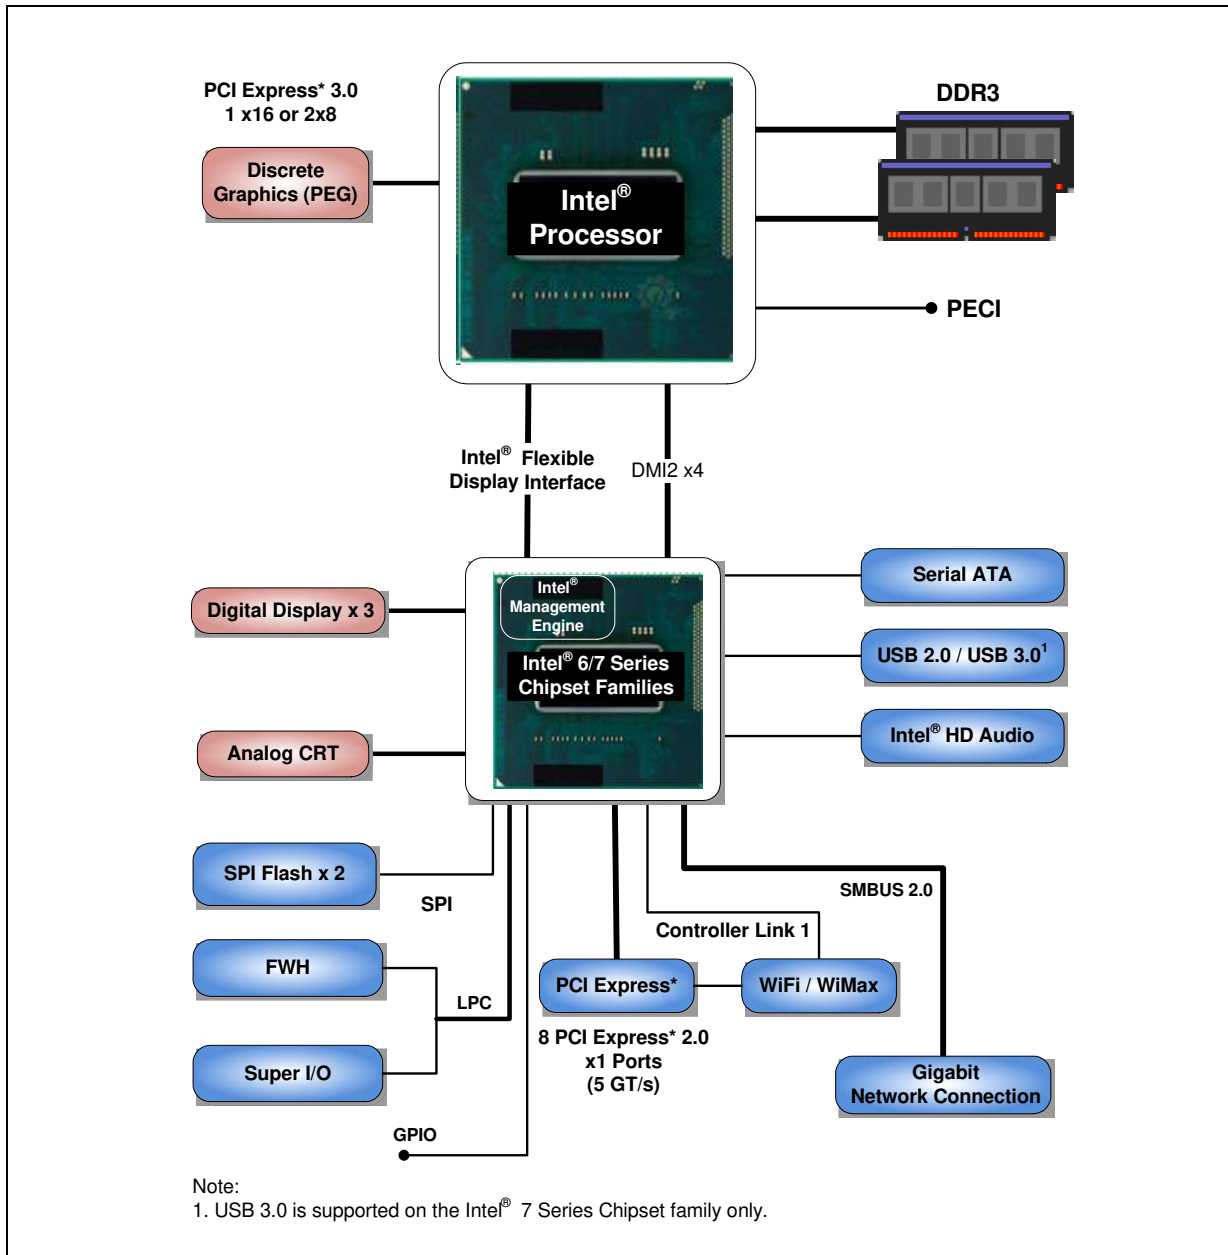 PCI Express* 3.0
1 x16 or 2x8
Discrete
Graphics (PEG)
Intel®
Processor
DDR3
PECI
Intel® Flexible
Display Interface
DMI2 x4
Intel®
Management
Engine
Intel® 6/7 Series
Chipset Families
Digital Display x 3
Analog CRT
Serial ATA
USB 2.0 / USB 3.0¹
Intel® HD Audio
SPI Flash x 2
SPI
FWH
LPC
Super I/O
GPIO
Controller Link 1
SMBUS 2.0
PCI Express*
WiFi / WiMax
8 PCI Express* 2.0
x1 Ports
(5 GT/s)
Gigabit
Network Connection
Note:
1. USB 3.0 is supported on the Intel® 7 Series Chipset family only.